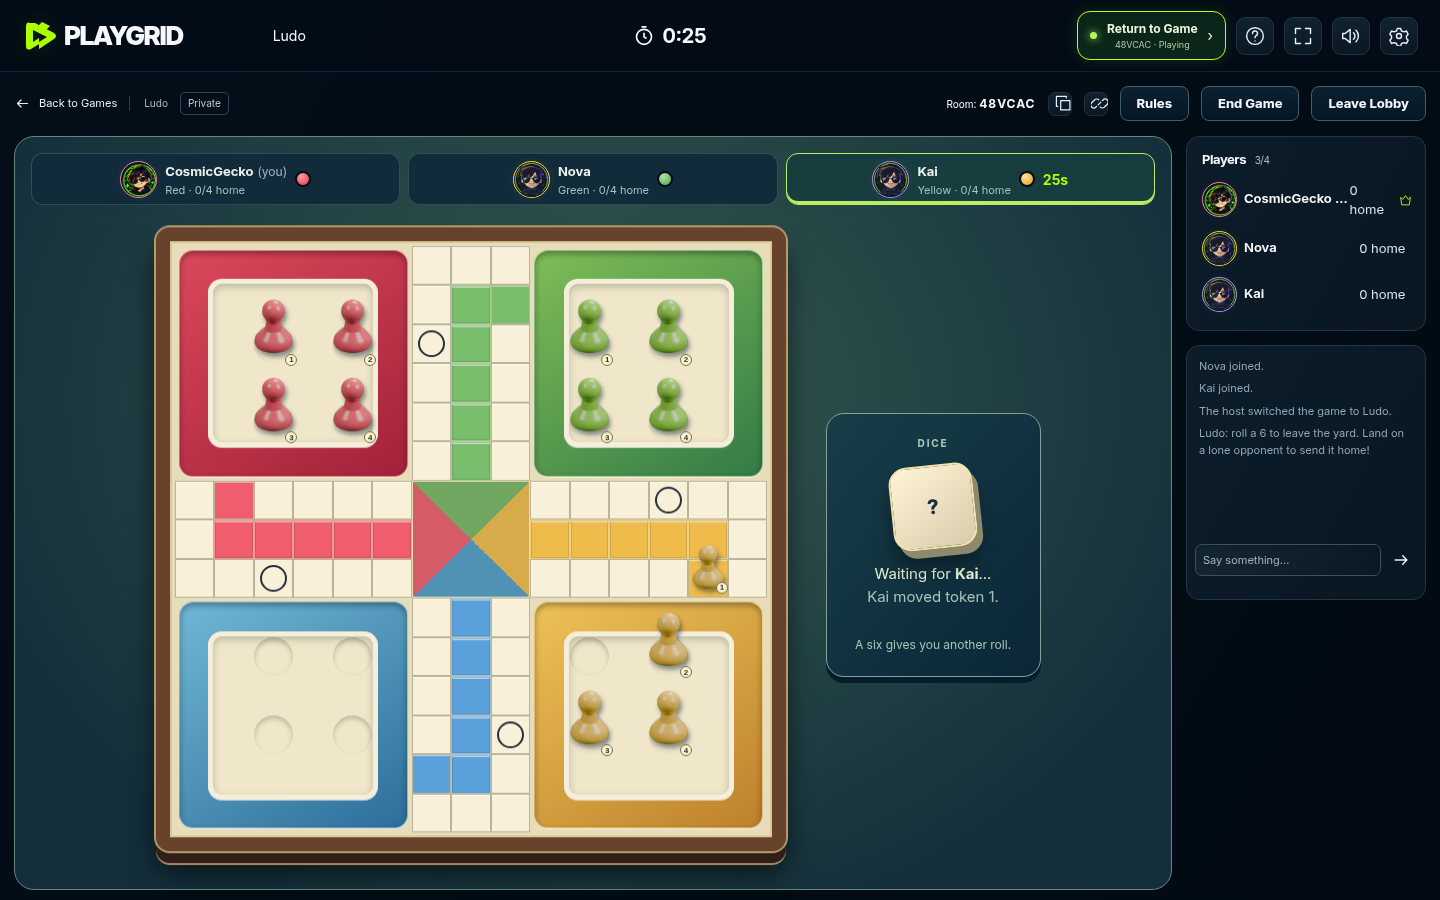 PLAYGRID
Ludo
0:25
Return to Game
48VCAC · Playing
Back to Games
Ludo
Private
Room: 48VCAC
Rules
End Game
Leave Lobby
CosmicGecko (you)
Red · 0/4 home
Nova
Green · 0/4 home
Kai
Yellow · 0/4 home
25s
Players 3/4
CosmicGecko ...
0 home
Nova
0 home
Kai
0 home
1
2
3
4
1
2
3
4
1
2
3
4
DICE
?
Waiting for Kai...
Kai moved token 1.
A six gives you another roll.
Nova joined.
Kai joined.
The host switched the game to Ludo.
Ludo: roll a 6 to leave the yard. Land on
a lone opponent to send it home!
Say something...